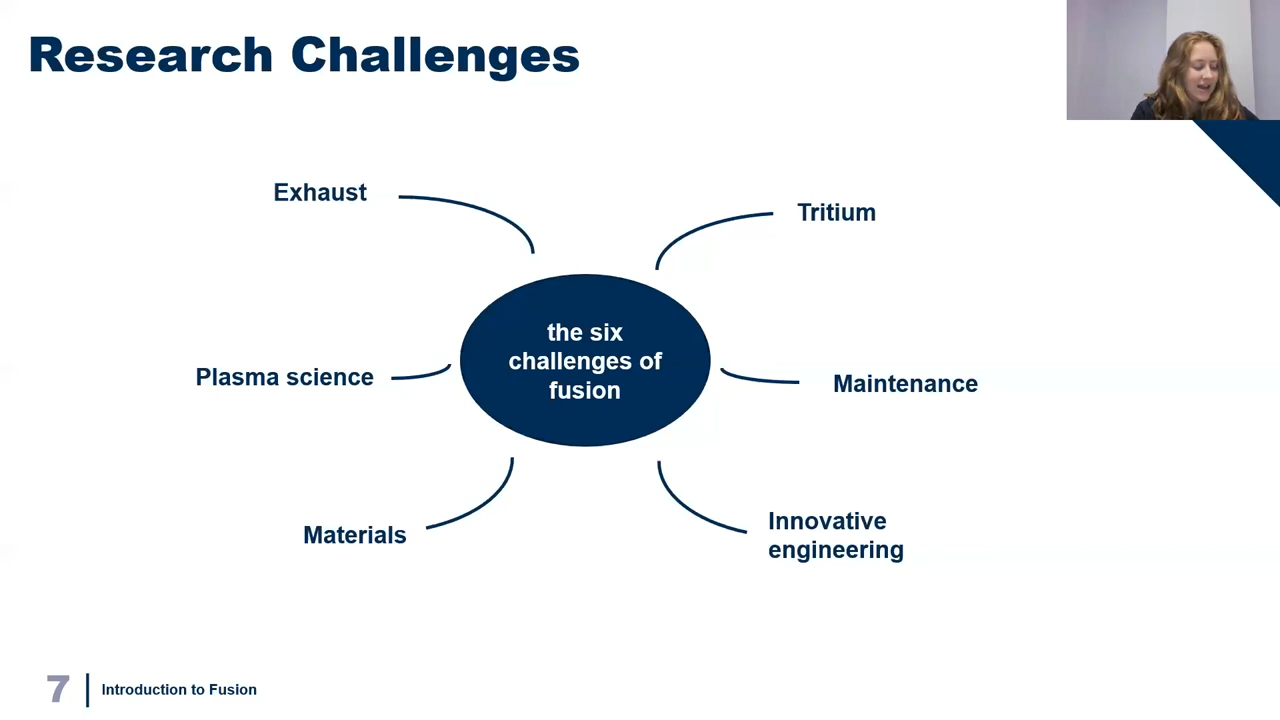 Research Challenges
Exhaust
Tritium
the six
challenges of
fusion
Plasma science
Maintenance
Materials
Innovative
engineering
7
Introduction to Fusion